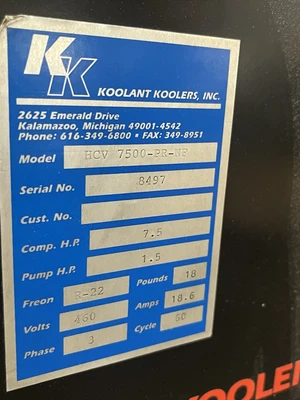 KK
KOOLANT KOOLERS, INC.
2625 Emerald Drive
Kalamazoo, Michigan 49001-4542
Phone: 616-349-6800 • FAX: 349-8951
Model HCV 7500-PR-NF
Serial No. 8497
Cust. No.
Comp. H.P. 7.5
Pump H.P. 1.5
Freon R-22 Pounds 18
Volts 460 Amps 18.6
Phase 3 Cycle 60
KOOLER